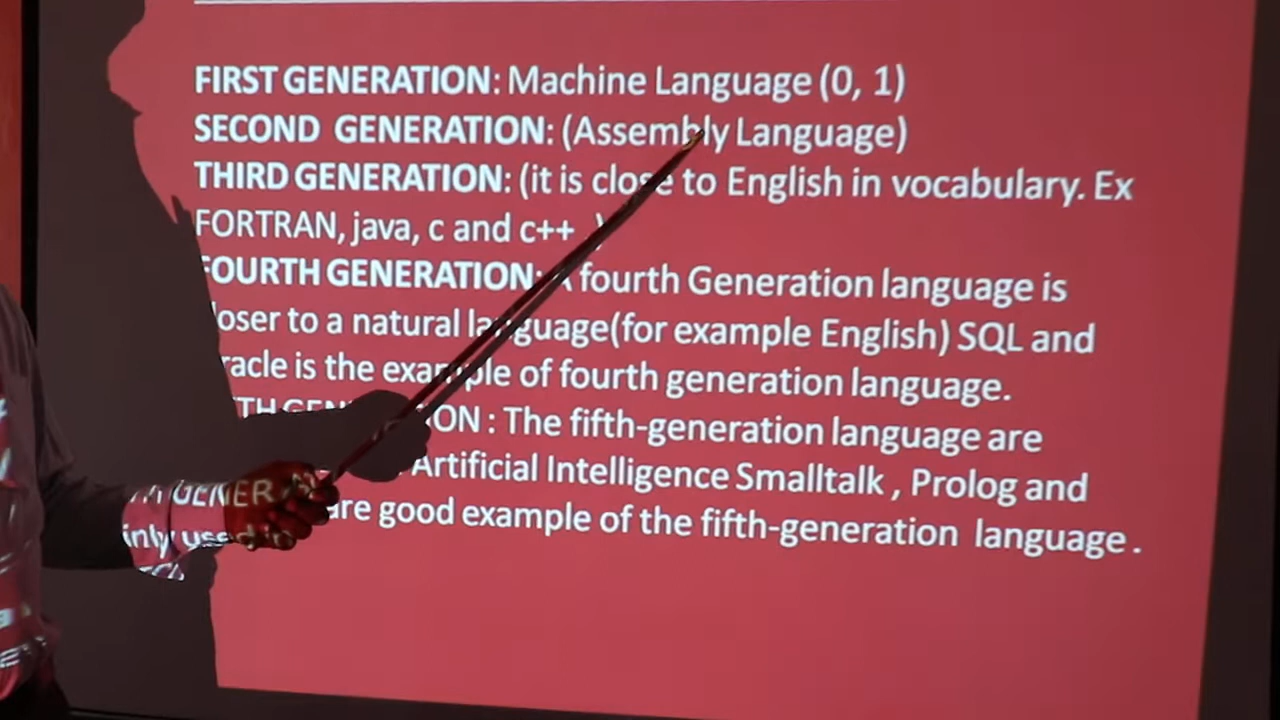 FIRST GENERATION: Machine Language (0, 1)
SECOND GENERATION: (Assembly Language)
THIRD GENERATION: (it is close to English in vocabulary. Ex
FORTRAN, java, c and c++ )
FOURTH GENERATION: A fourth Generation language is
loser to a natural language(for example English) SQL and
racle is the example of fourth generation language.
ION : The fifth-generation language are
Artificial Intelligence Smalltalk , Prolog and
are good example of the fifth-generation language .